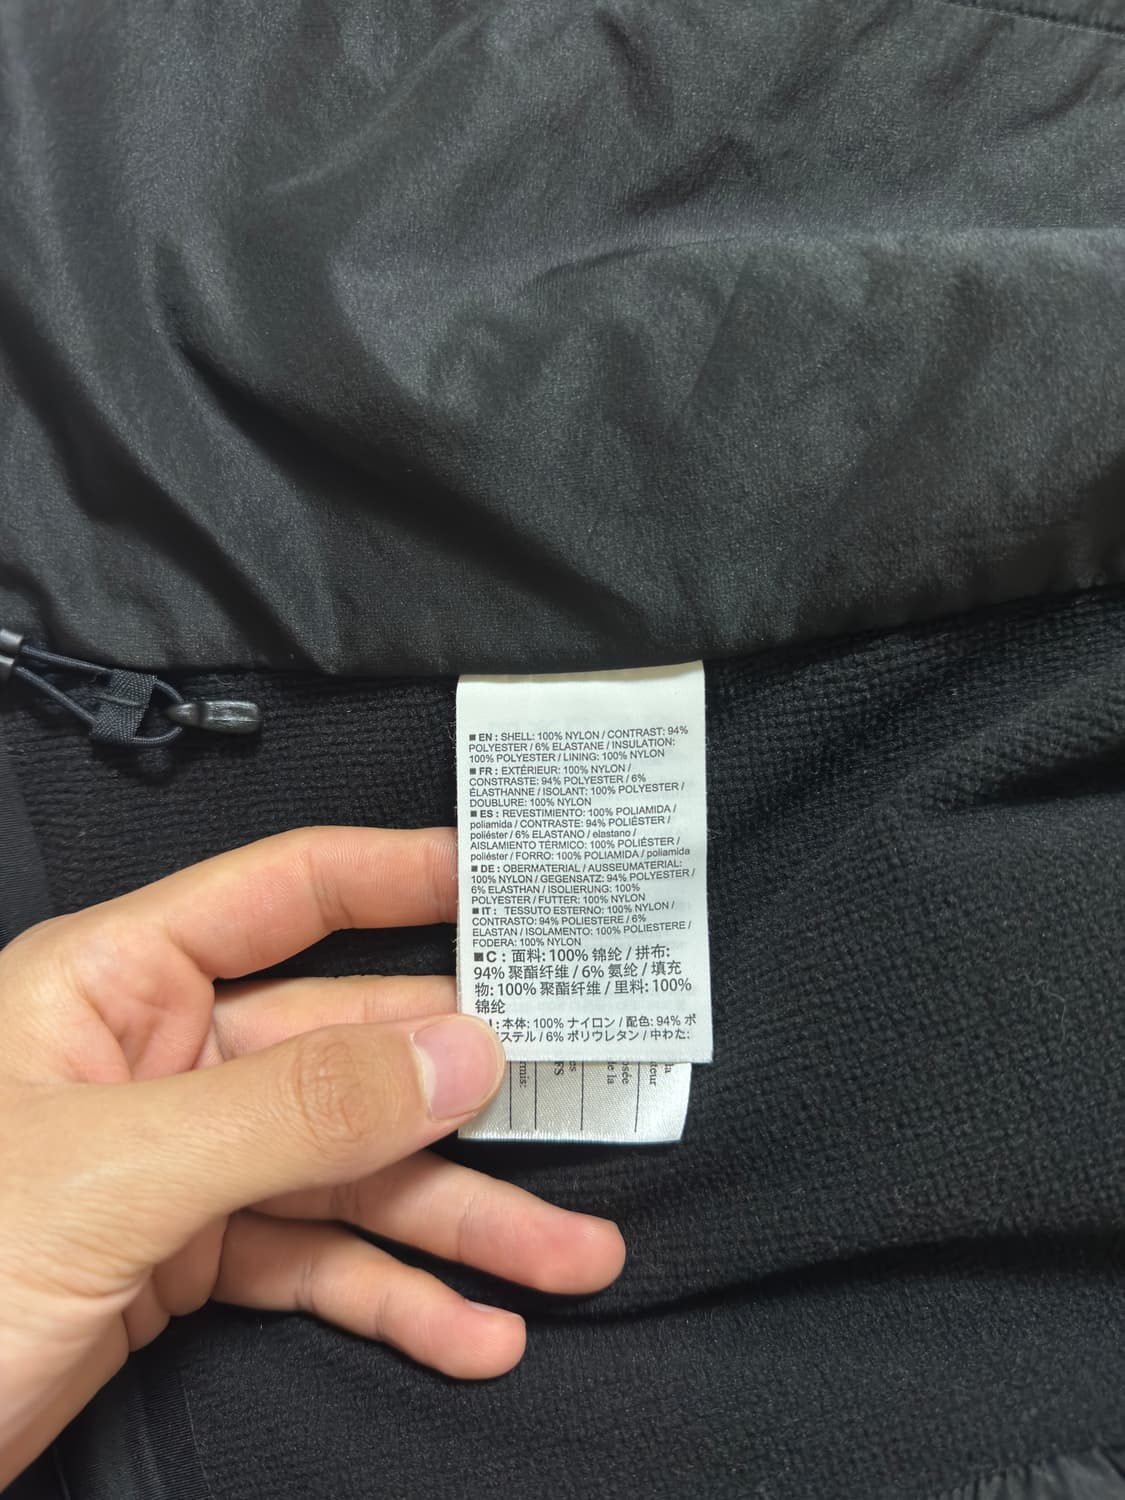 ■ EN : SHELL: 100% NYLON / CONTRAST: 94%
POLYESTER / 6% ELASTANE / INSULATION:
100% POLYESTER / LINING: 100% NYLON
■ FR : EXTÉRIEUR: 100% NYLON /
CONSTRASTE: 94% POLYESTER / 6%
ÉLASTHANNE / ISOLANT: 100% POLYESTER /
DOUBLURE: 100% NYLON
■ ES : REVESTIMIENTO: 100% POLIAMIDA /
poliamida / CONTRASTE: 94% POLIÉSTER /
poliéster / 6% ELASTANO / elastano /
AISLAMIENTO TÉRMICO: 100% POLIÉSTER /
poliéster / FORRO: 100% POLIAMIDA / poliamida
■ DE : OBERMATERIAL / AUSSEUMATERIAL:
100% NYLON / GEGENSATZ: 94% POLYESTER /
6% ELASTHAN / ISOLIERUNG: 100%
POLYESTER / FUTTER: 100% NYLON
■ IT : TESSUTO ESTERNO: 100% NYLON /
CONTRASTO: 94% POLIESTERE / 6%
ELASTAN / ISOLAMENTO: 100% POLIESTERE /
FODERA: 100% NYLON
■ C : 面料: 100% 锦纶 / 拼布:
94% 聚酯纤维 / 6% 氨纶 / 填充
物: 100% 聚酯纤维 / 里料: 100%
锦纶
: 本体: 100% ナイロン / 配色: 94% ポ
ステル / 6% ポリウレタン / 中わた:
de la